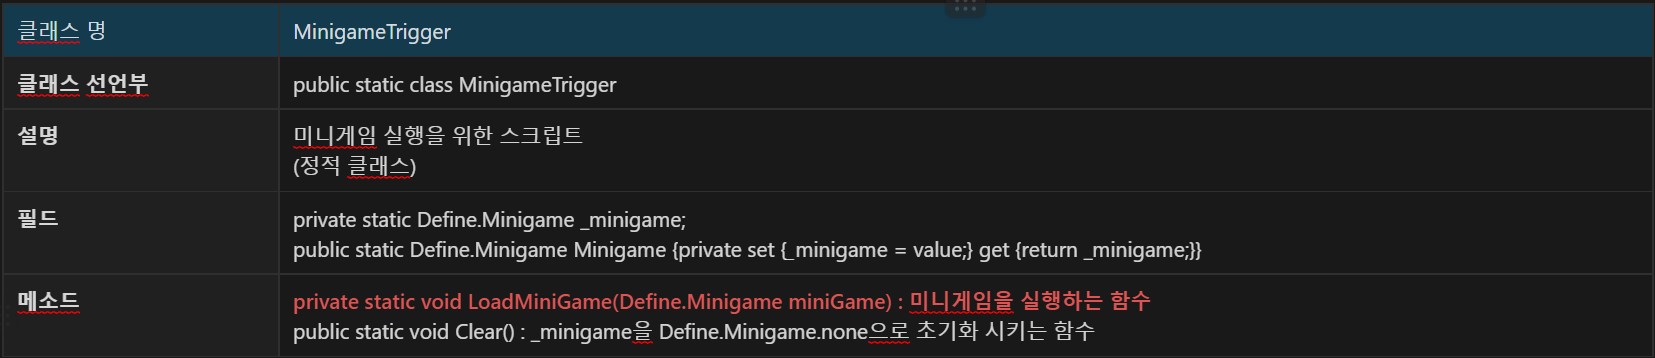 클래스 명
MinigameTrigger
클래스 선언부
public static class MinigameTrigger
설명
미니게임 실행을 위한 스크립트
(정적 클래스)
필드
private static Define.Minigame _minigame;
public static Define.Minigame Minigame {private set {_minigame = value;} get {return _minigame;}}
메소드
private static void LoadMiniGame(Define.Minigame miniGame) : 미니게임을 실행하는 함수
public static void Clear() : _minigame을 Define.Minigame.none으로 초기화 시키는 함수